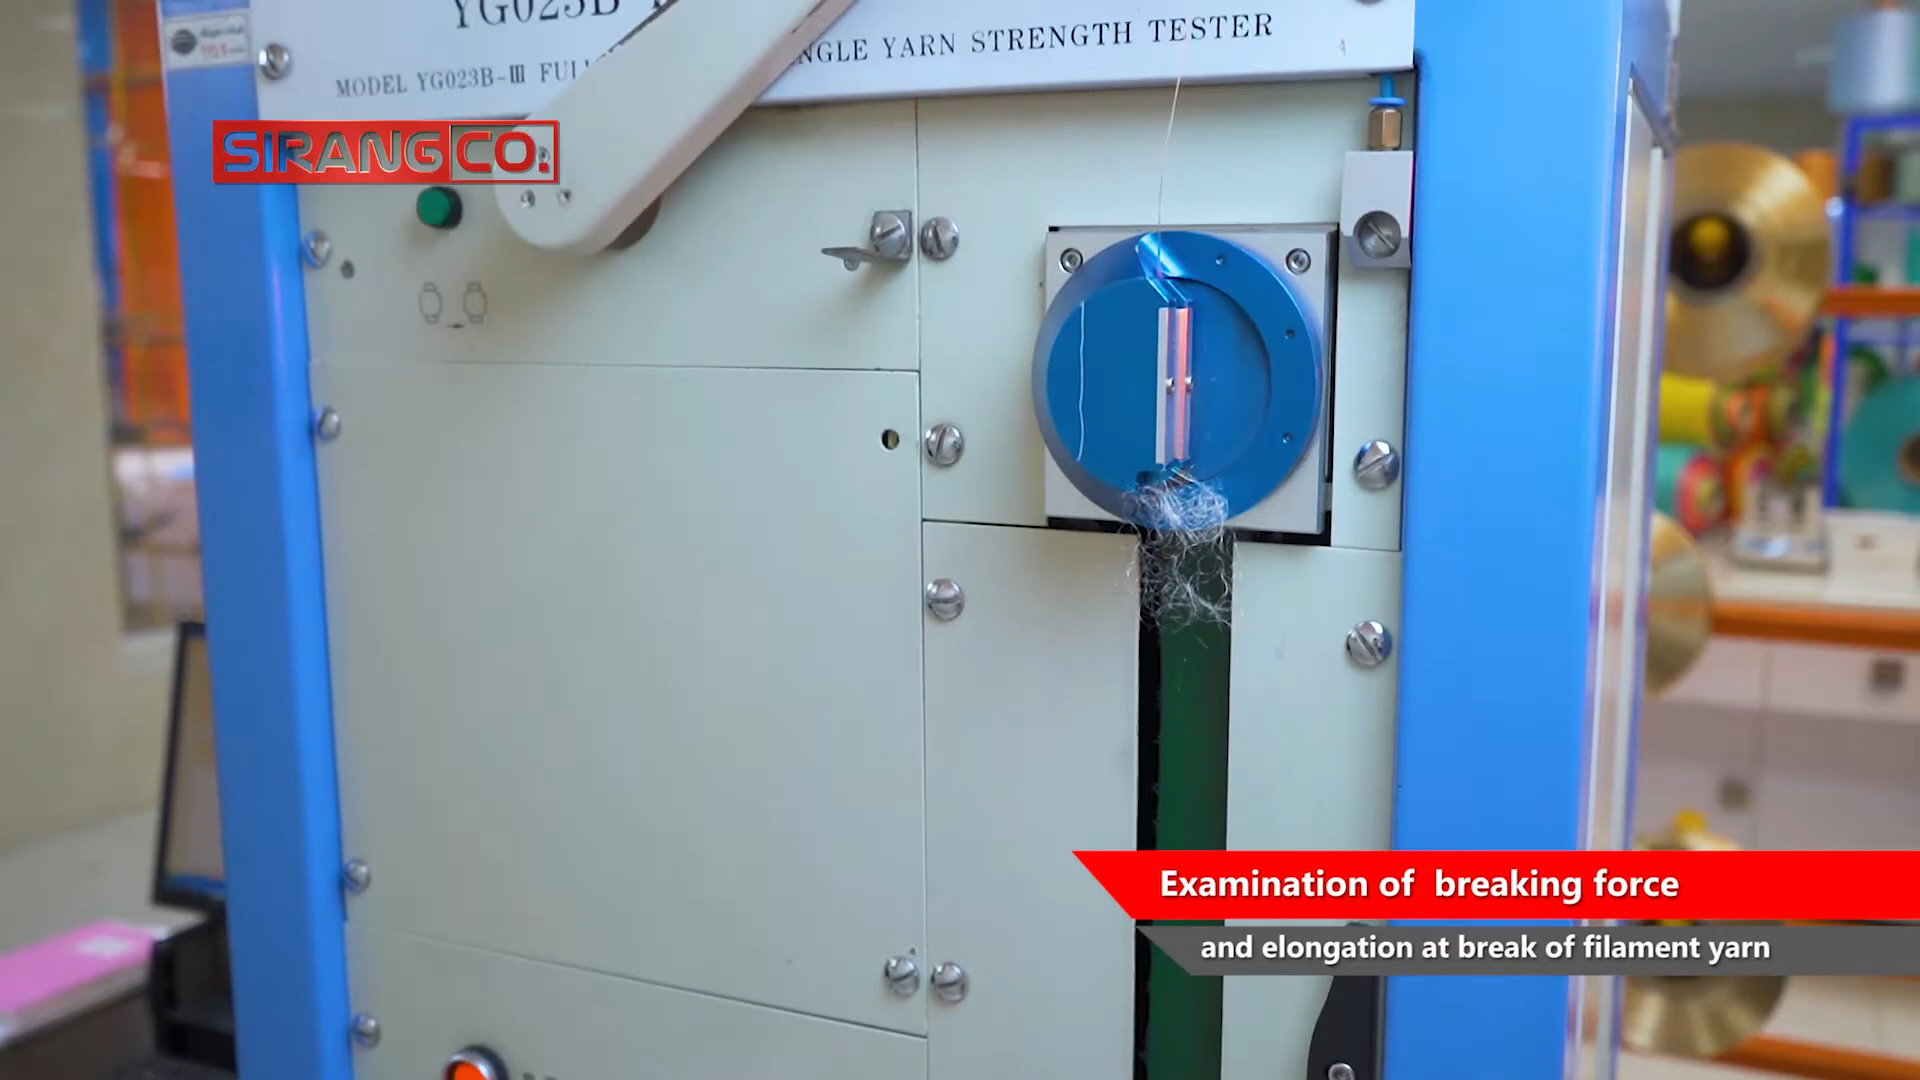 YG023B-
MODEL YG023B-Ⅲ FUL
NGLE YARN STRENGTH TESTER
SIRANG CO.
Examination of breaking force
and elongation at break of filament yarn